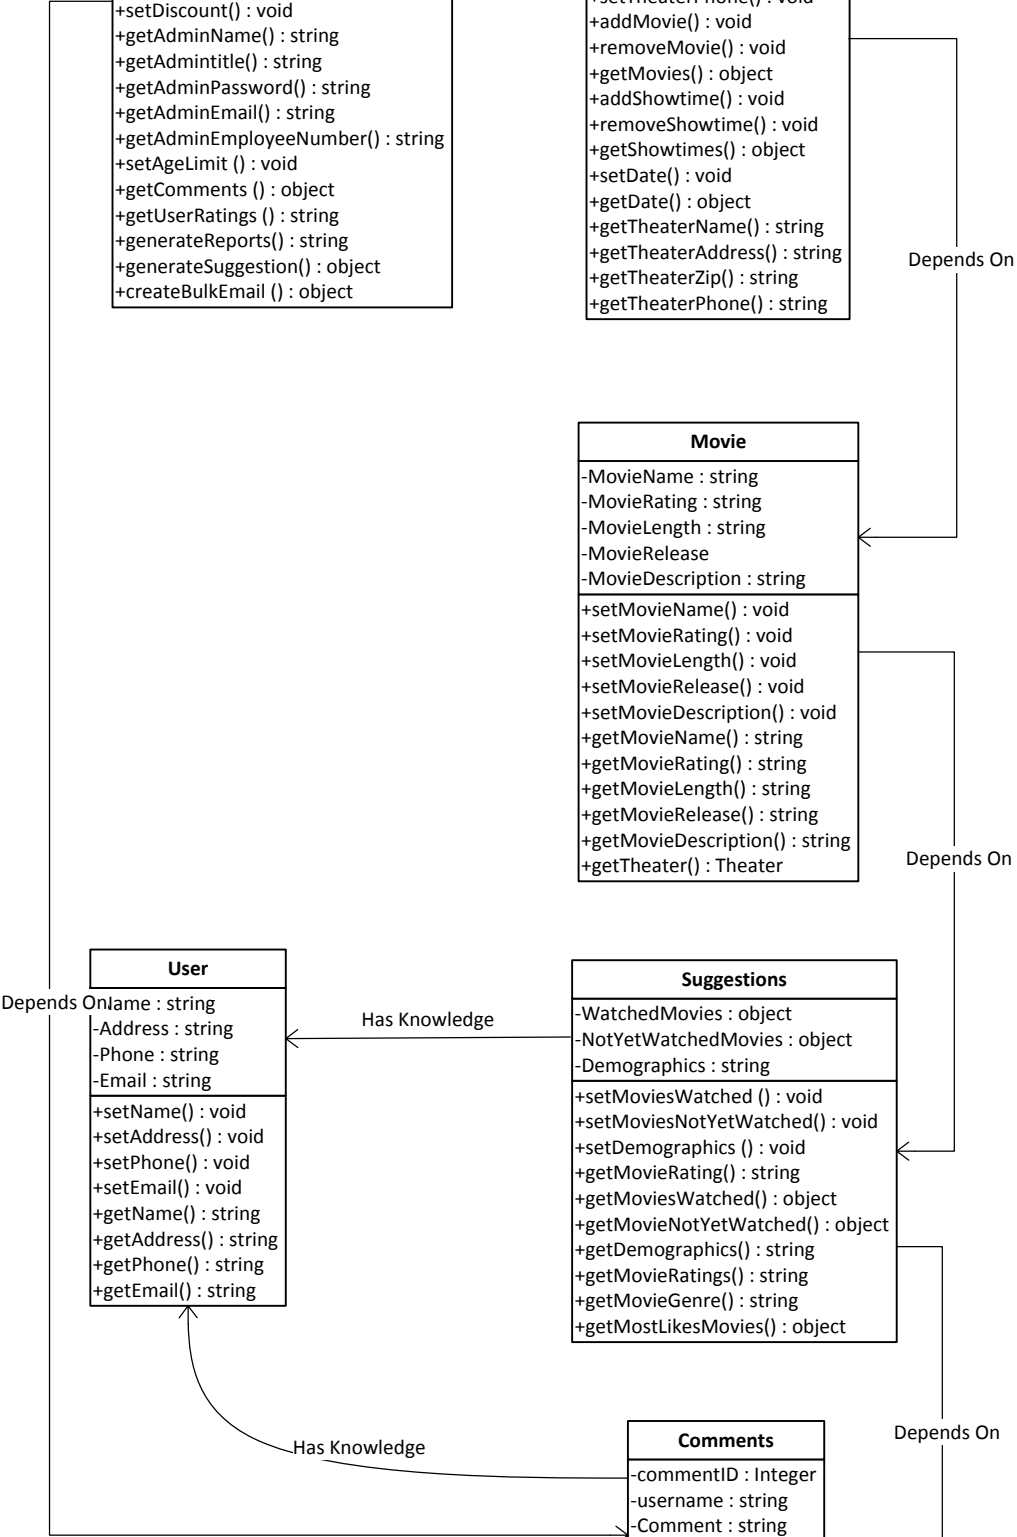 +setDiscount() : void
+getAdminName() : string
+getAdmintitle() : string
+getAdminPassword() : string
+getAdminEmail() : string
+getAdminEmployeeNumber() : string
+setAgeLimit () : void
+getComments () : object
+getUserRatings () : string
+generateReports() : string
+generateSuggestion() : object
+createBulkEmail () : object
+setTheaterPhone() : void
+addMovie() : void
+removeMovie() : void
+getMovies() : object
+addShowtime() : void
+removeShowtime() : void
+getShowtimes() : object
+setDate() : void
+getDate() : object
+getTheaterName() : string
+getTheaterAddress() : string
+getTheaterZip() : string
+getTheaterPhone() : string
Depends On
Movie
-MovieName : string
-MovieRating : string
-MovieLength : string
-MovieRelease
-MovieDescription : string
+setMovieName() : void
+setMovieRating() : void
+setMovieLength() : void
+setMovieRelease() : void
+setMovieDescription() : void
+getMovieName() : string
+getMovieRating() : string
+getMovieLength() : string
+getMovieRelease() : string
+getMovieDescription() : string
+getTheater() : Theater
Depends On
User
Depends On
: string
-Address : string
-Phone : string
-Email : string
+setName() : void
+setAddress() : void
+setPhone() : void
+setEmail() : void
+getName() : string
+getAddress() : string
+getPhone() : string
+getEmail() : string
Has Knowledge
Suggestions
-WatchedMovies : object
-NotYetWatchedMovies : object
-Demographics : string
+setMoviesWatched () : void
+setMoviesNotYetWatched() : void
+setDemographics () : void
+getMovieRating() : string
+getMoviesWatched() : object
+getMovieNotYetWatched() : object
+getDemographics() : string
+getMovieRatings() : string
+getMovieGenre() : string
+getMostLikesMovies() : object
Has Knowledge
Depends On
Comments
-commentID : Integer
-username : string
-Comment : string